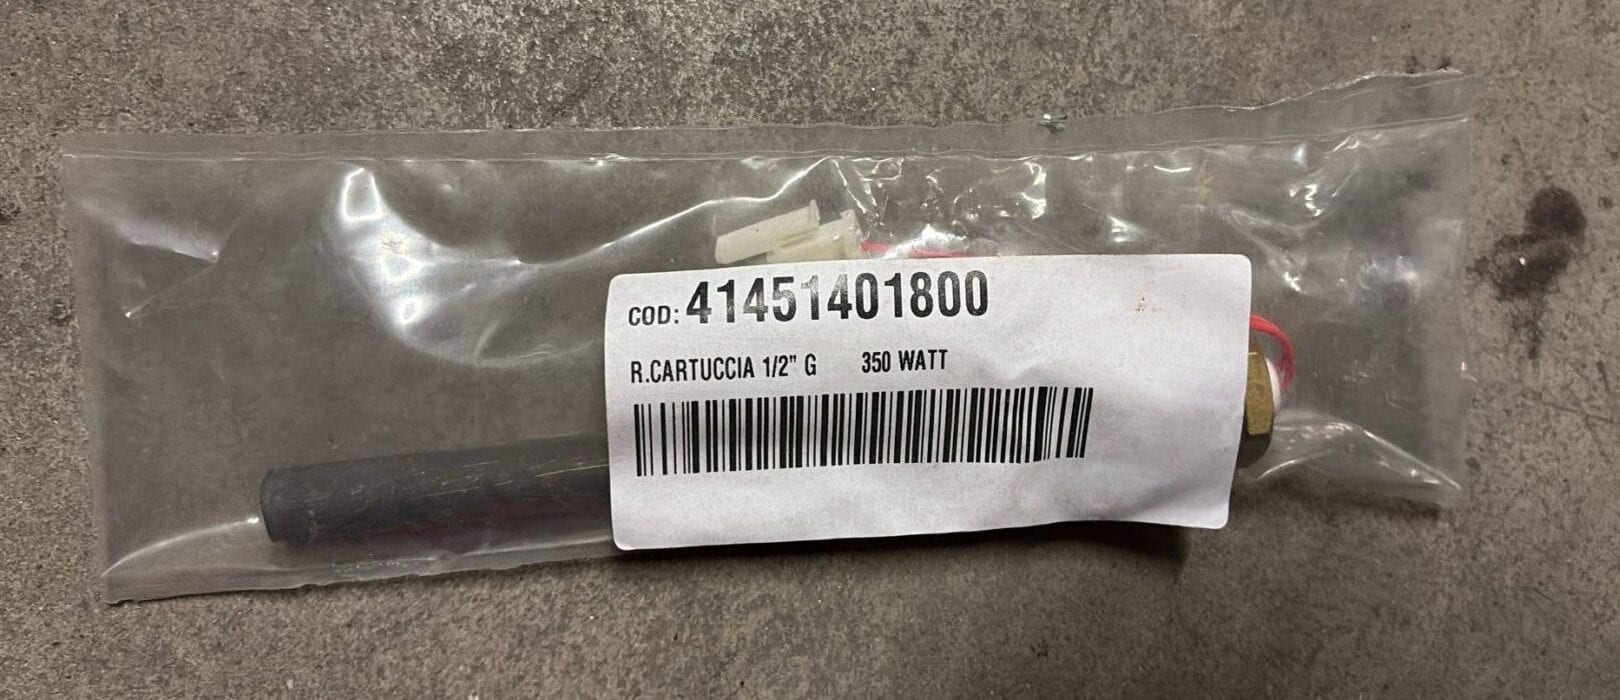 COD: 41451401800
R.CARTUCCIA 1/2" G 350 WATT